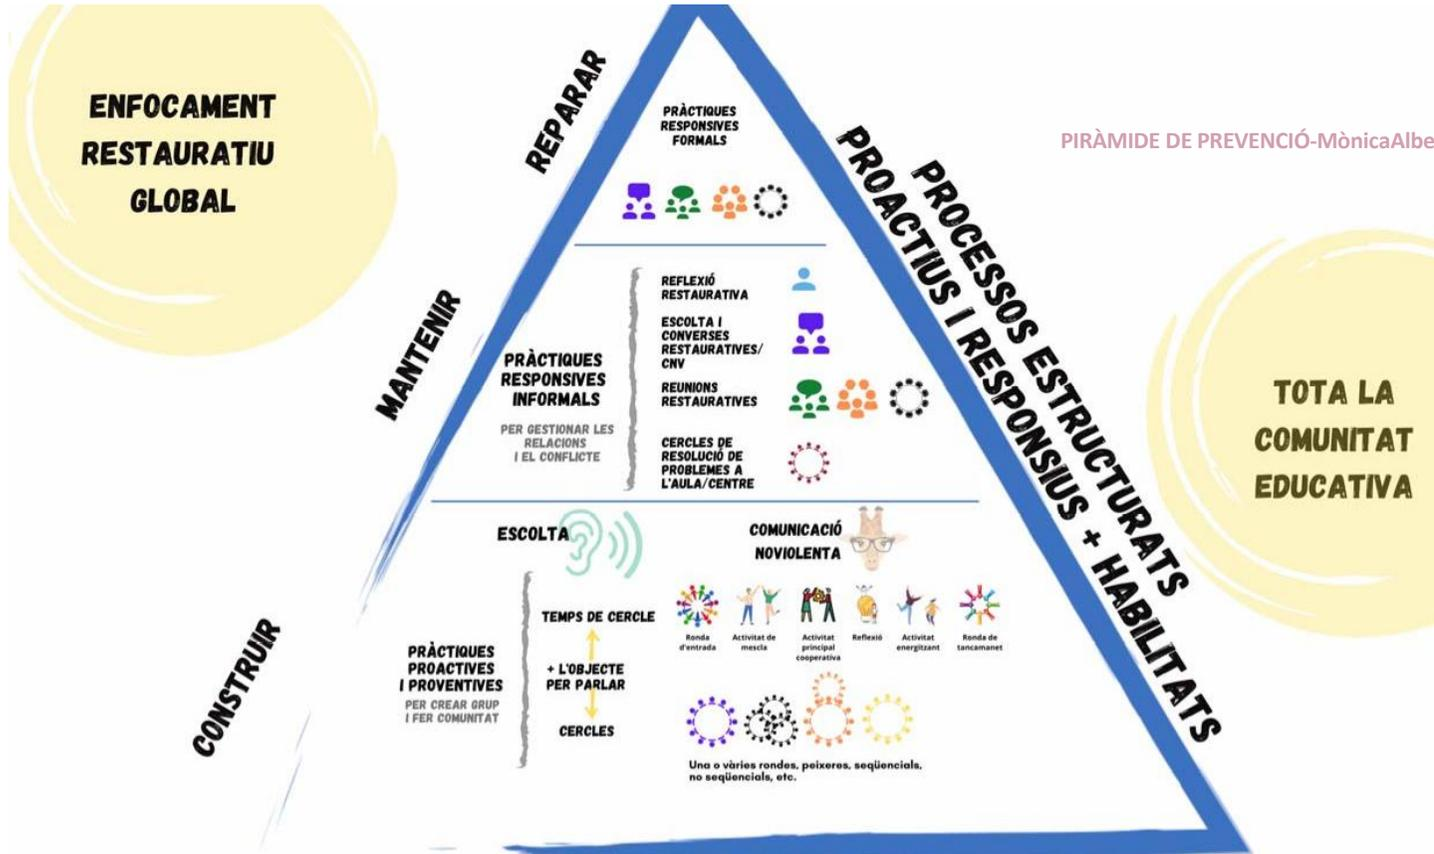 ENFOCAMENT
RESTAURATIU
GLOBAL
REPARAR
MANTENIR
CONSTRUIR
PRÀCTIQUES
RESPONSIVES
FORMALS
PIRÀMIDE DE PREVENCIÓ-MònicaAlbe
PROCESSOS ESTRUCTURATS
PROACTIUS I RESPONSIUS + HABILITATS
TOTA LA
COMUNITAT
EDUCATIVA
PRÀCTIQUES
RESPONSIVES
INFORMALS
PER GESTIONAR LES
RELACIONS
I EL CONFLICTE
REFLEXIÓ
RESTAURATIVA
ESCOLTA I
CONVERSES
RESTAURATIVES/
CNV
REUNIONS
RESTAURATIVES
CERCLES DE
RESOLUCIÓ DE
PROBLEMES A
L'AULA/CENTRE
ESCOLTA
COMUNICACIÓ
NOVIOLENTA
PRÀCTIQUES
PROACTIVES
I PROVENTIVES
PER CREAR GRUP
I FER COMUNITAT
TEMPS DE CERCLE
+ L'OBJECTE
PER PARLAR
CERCLES
Ronda
d'entrada
Activitat de
mescla
Activitat
principal
cooperativa
Reflexió
Activitat
energitzant
Ronda de
tancamanet
Una o vàries rondes, peixeres, seqüencials,
no seqüencials, etc.